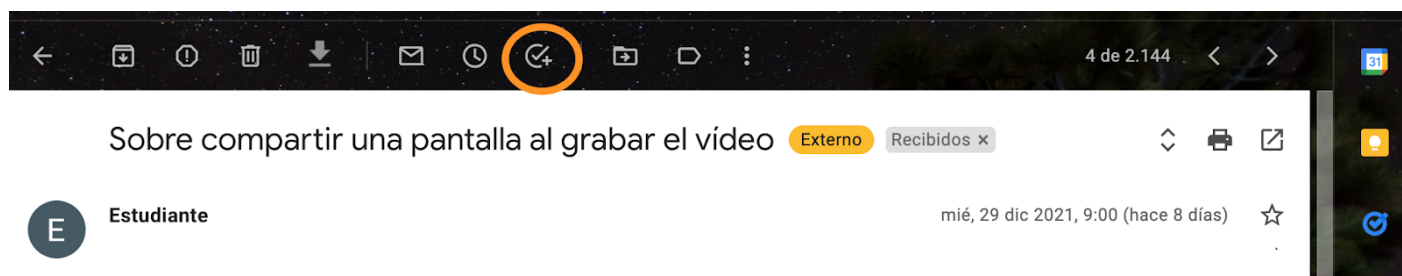 4 de 2.144
31
Sobre compartir una pantalla al grabar el vídeo Externo Recibidos ×
E
Estudiante mié, 29 dic 2021, 9:00 (hace 8 días)